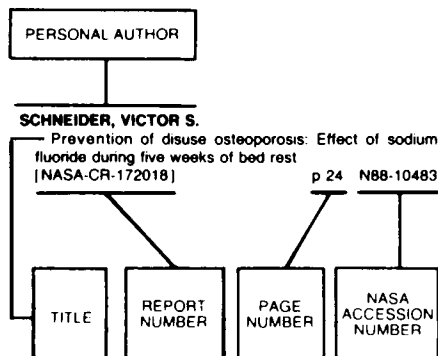 PERSONAL AUTHOR
SCHNEIDER, VICTOR S.
Prevention of disuse osteoporosis: Effect of sodium
fluoride during five weeks of bed rest
[NASA-CR-172018] p 24 N88-10483
TITLE
REPORT
NUMBER
PAGE
NUMBER
NASA
ACCESSION
NUMBER